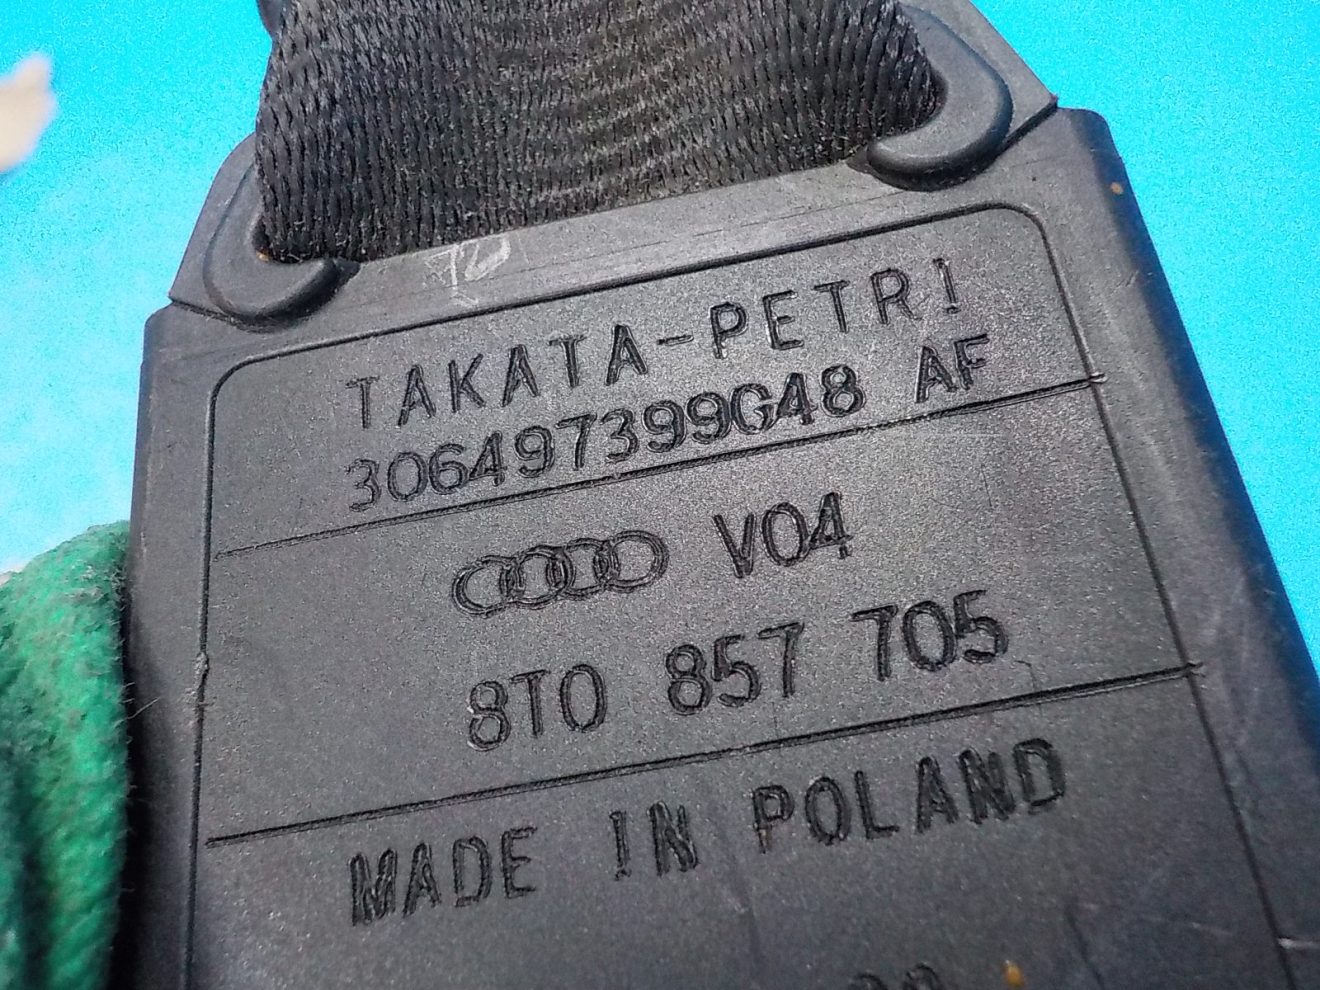 TAKATA-PETRI
306497399G48 AF
V04
8T0 857 705
MADE IN POLAND